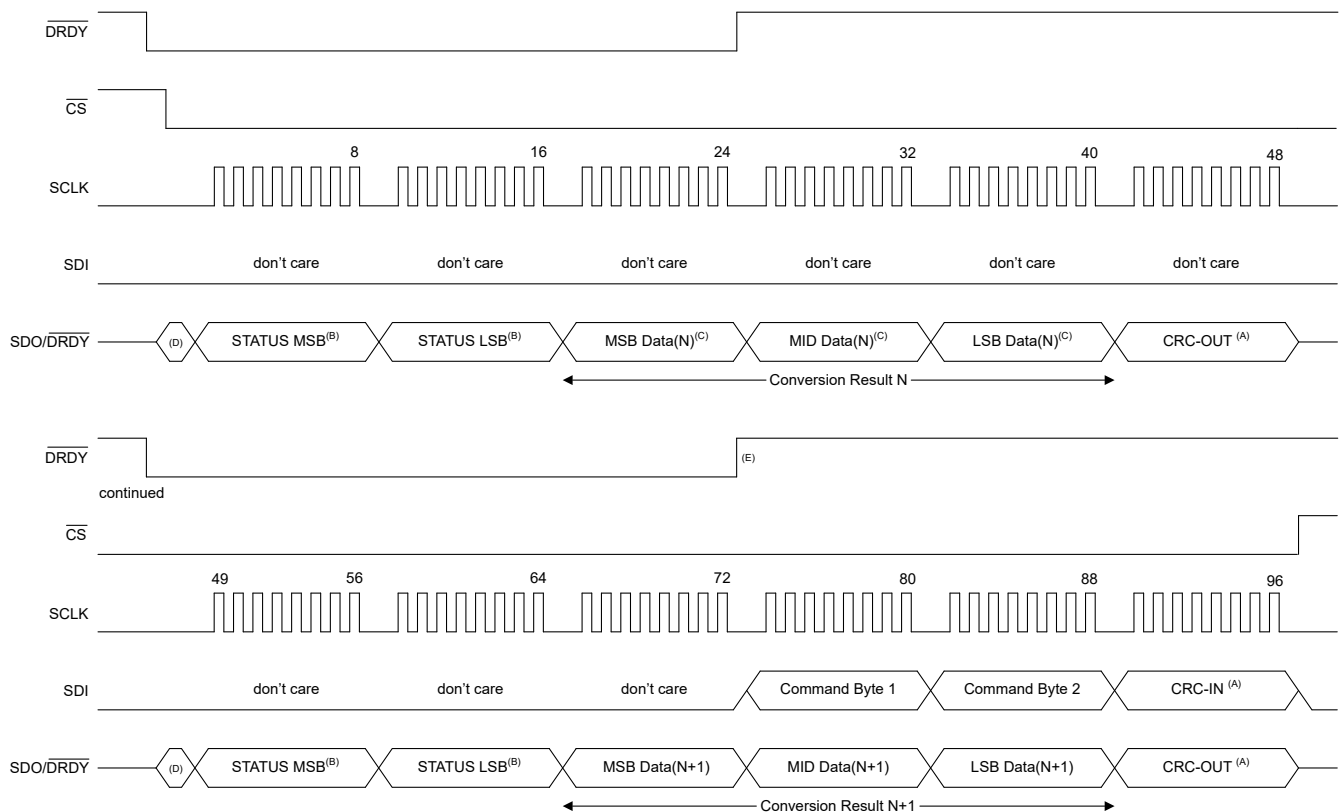 DRDY
CS
8 16 24 32 40 48
SCLK
SDI don't care don't care don't care don't care don't care don't care
SDO/DRDY (D) STATUS MSB(B) STATUS LSB(B) MSB Data(N)(C) MID Data(N)(C) LSB Data(N)(C) CRC-OUT (A)
Conversion Result N
DRDY (E)
continued
CS
49 56 64 72 80 88 96
SCLK
SDI don't care don't care don't care Command Byte 1 Command Byte 2 CRC-IN (A)
SDO/DRDY (D) STATUS MSB(B) STATUS LSB(B) MSB Data(N+1) MID Data(N+1) LSB Data(N+1) CRC-OUT (A)
Conversion Result N+1